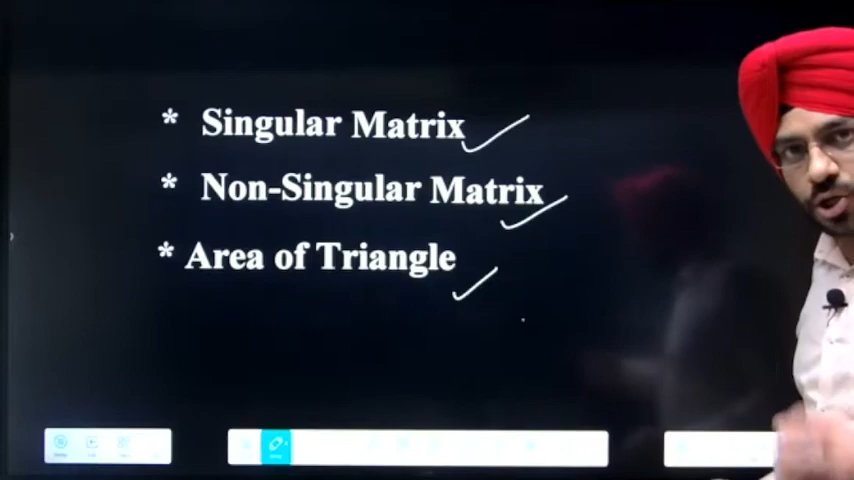 * Singular Matrix
* Non-Singular Matrix
* Area of Triangle